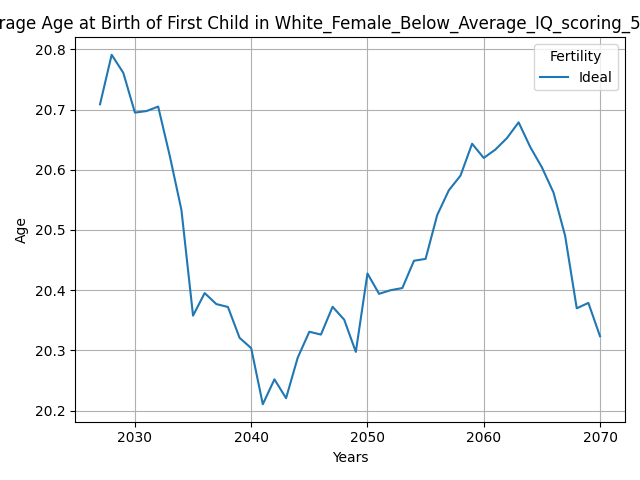 rage Age at Birth of First Child in White_Female_Below_Average_IQ_scoring_5
Fertility
Ideal
20.8
20.7
20.6
20.5
20.4
20.3
20.2
Age
2030 2040 2050 2060 2070
Years